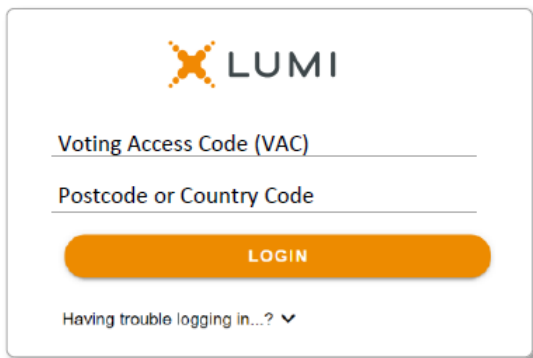 LUMI
Voting Access Code (VAC)
Postcode or Country Code
LOGIN
Having trouble logging in...?